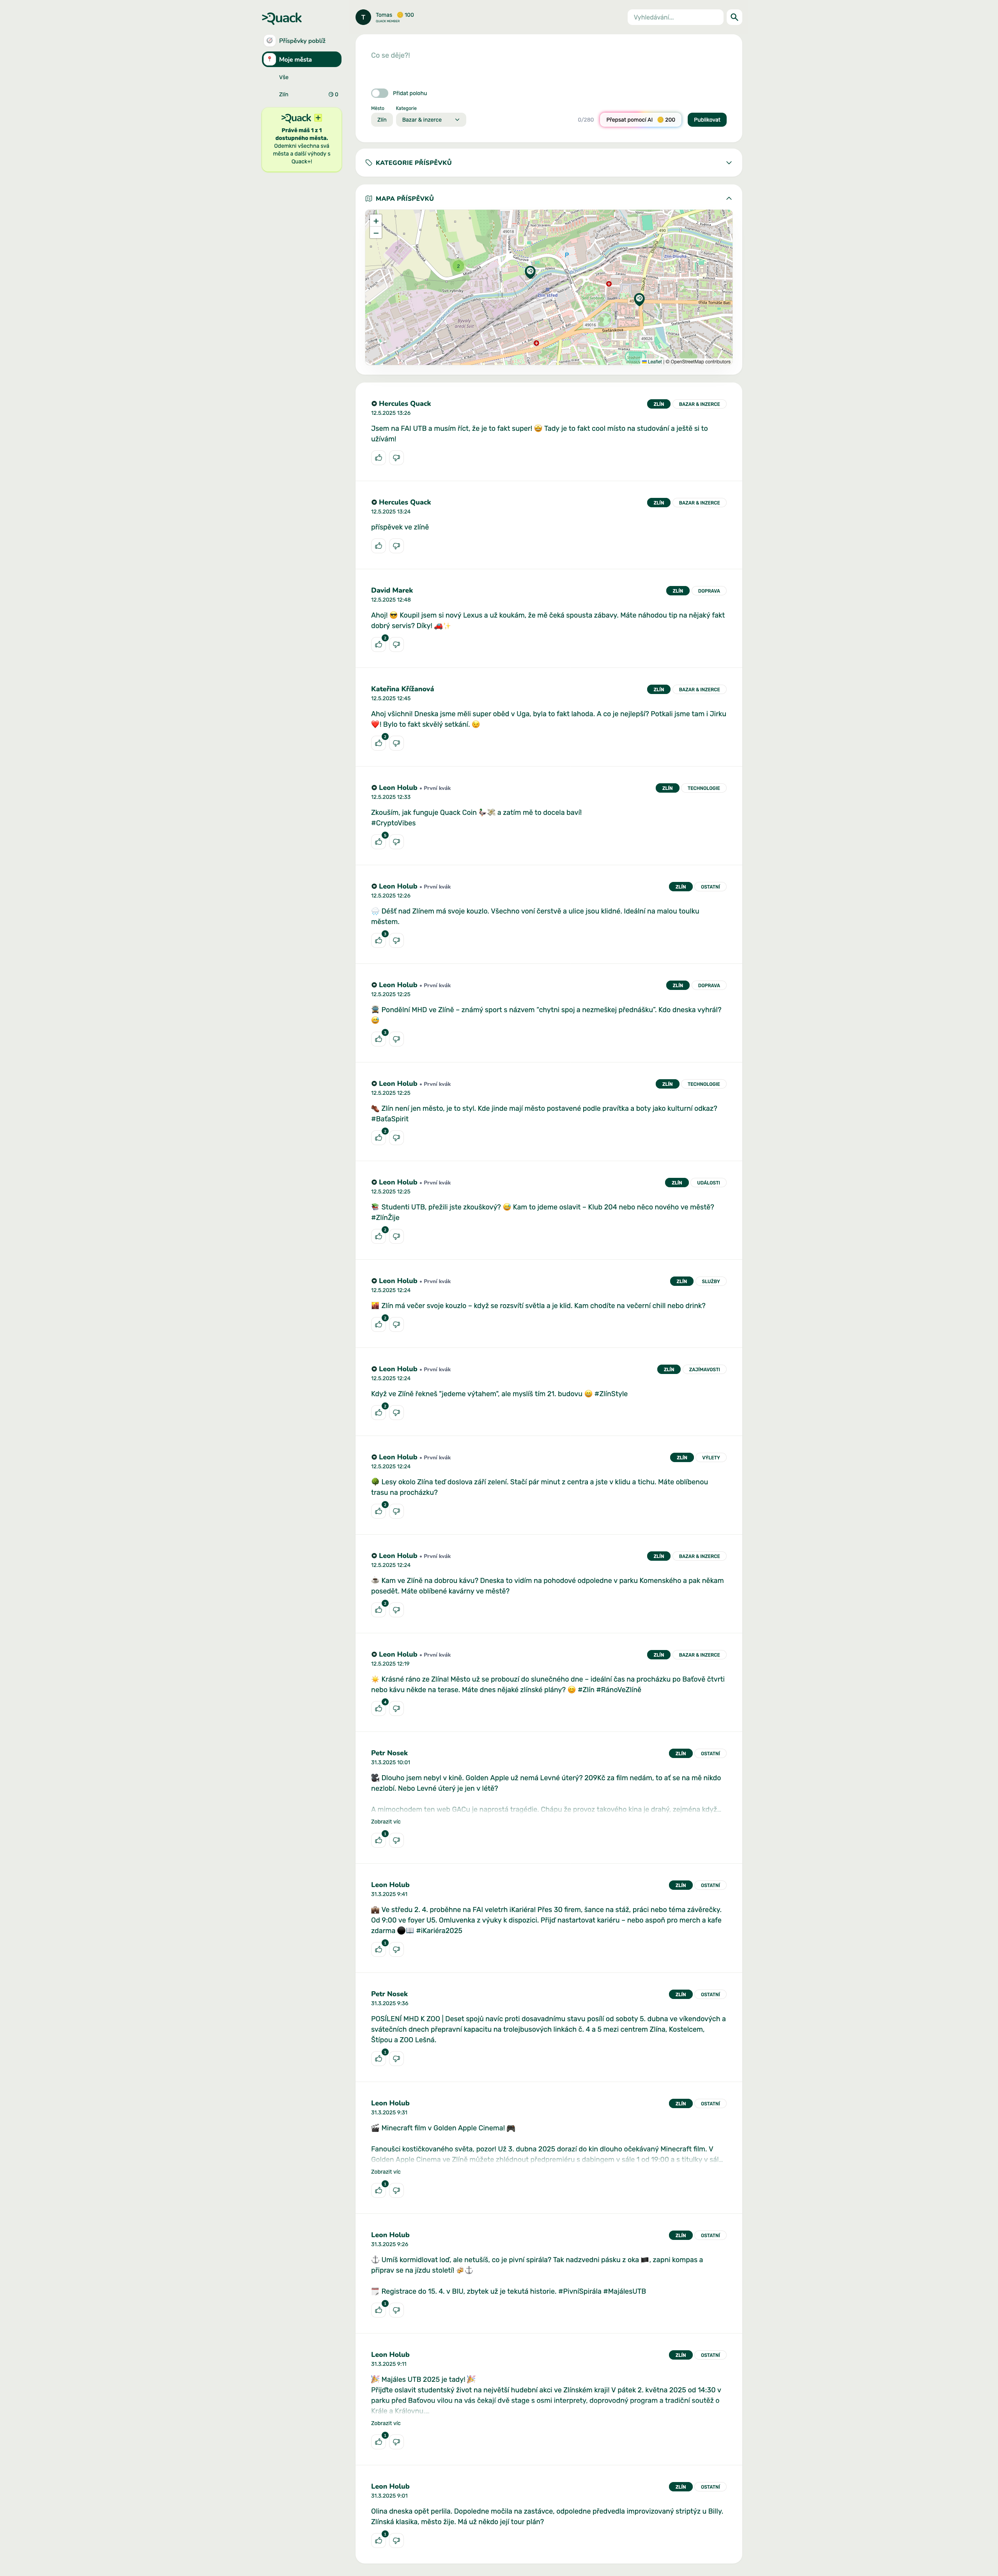 >Quack
Příspěvky poblíž
Moje města
Vše
Zlín
0
>Quack +
Právě máš 1 z 1
dostupného města.
Odemkni všechna svá
města a další výhody s
Quack+!
T
Tomas 100
QUACK MEMBER
Vyhledávání...
Co se děje?!
Přidat polohu
Město
Kategorie
Zlín
Bazar & inzerce
0/280
Přepsat pomocí AI 200
Publikovat
KATEGORIE PŘÍSPĚVKŮ
MAPA PŘÍSPĚVKŮ
+
−
2
49018
490
Zlín střed
49016
Leaflet | © OpenStreetMap contributors
Hercules Quack
ZLÍN
BAZAR & INZERCE
12.5.2025 13:26
Jsem na FAI UTB a musím říct, že je to fakt super! 🤩 Tady je to fakt cool místo na studování a ještě si to
užívám!
Hercules Quack
ZLÍN
BAZAR & INZERCE
12.5.2025 13:24
příspěvek ve zlíně
David Marek
ZLÍN
DOPRAVA
12.5.2025 12:48
Ahoj! 😎 Koupil jsem si nový Lexus a už koukám, že mě čeká spousta zábavy. Máte náhodou tip na nějaký fakt
dobrý servis? Díky! 🚗✨
2
Kateřina Křižanová
ZLÍN
BAZAR & INZERCE
12.5.2025 12:45
Ahoj všichni! Dneska jsme měli super oběd v Uga, byla to fakt lahoda. A co je nejlepší? Potkali jsme tam i Jirku
❤️! Bylo to fakt skvělý setkání. 😊
2
Leon Holub • První kvák
ZLÍN
TECHNOLOGIE
12.5.2025 12:33
Zkouším, jak funguje Quack Coin 🦆💸 a zatím mě to docela baví!
#CryptoVibes
5
Leon Holub • První kvák
ZLÍN
OSTATNÍ
12.5.2025 12:26
🌧️ Déšť nad Zlínem má svoje kouzlo. Všechno voní čerstvě a ulice jsou klidné. Ideální na malou toulku
městem.
3
Leon Holub • První kvák
ZLÍN
DOPRAVA
12.5.2025 12:25
🚊 Pondělní MHD ve Zlíně – známý sport s názvem "chytni spoj a nezmeškej přednášku". Kdo dneska vyhrál?
😅
3
Leon Holub • První kvák
ZLÍN
TECHNOLOGIE
12.5.2025 12:25
👞 Zlín není jen město, je to styl. Kde jinde mají město postavené podle pravítka a boty jako kulturní odkaz?
#BaťaSpirit
2
Leon Holub • První kvák
ZLÍN
UDÁLOSTI
12.5.2025 12:25
📚 Studenti UTB, přežili jste zkouškový? 😅 Kam to jdeme oslavit – Klub 204 nebo něco nového ve městě?
#ZlínŽije
3
Leon Holub • První kvák
ZLÍN
SLUŽBY
12.5.2025 12:24
🌇 Zlín má večer svoje kouzlo – když se rozsvítí světla a je klid. Kam chodíte na večerní chill nebo drink?
2
Leon Holub • První kvák
ZLÍN
ZAJÍMAVOSTI
12.5.2025 12:24
Když ve Zlíně řekneš "jedeme výtahem", ale myslíš tím 21. budovu 😄 #ZlínStyle
3
Leon Holub • První kvák
ZLÍN
VÝLETY
12.5.2025 12:24
🌳 Lesy okolo Zlína teď doslova září zelení. Stačí pár minut z centra a jste v klidu a tichu. Máte oblíbenou
trasu na procházku?
2
Leon Holub • První kvák
ZLÍN
BAZAR & INZERCE
12.5.2025 12:24
☕ Kam ve Zlíně na dobrou kávu? Dneska to vidím na pohodové odpoledne v parku Komenského a pak někam
posedět. Máte oblíbené kavárny ve městě?
2
Leon Holub • První kvák
ZLÍN
BAZAR & INZERCE
12.5.2025 12:19
☀️ Krásné ráno ze Zlína! Město už se probouzí do slunečného dne – ideální čas na procházku po Baťově čtvrti
nebo kávu někde na terase. Máte dnes nějaké zlínské plány? 😊 #Zlín #RánoVeZlíně
4
Petr Nosek
ZLÍN
OSTATNÍ
31.3.2025 10:01
🎥 Dlouho jsem nebyl v kině. Golden Apple už nemá Levné úterý? 209Kč za film nedám, to ať se na mě nikdo
nezlobí. Nebo Levné úterý je jen v létě?
A mimochodem ten web GACu je naprostá tragédie. Chápu že provoz takového kina je drahý, zejména když...
Zobrazit víc
1
Leon Holub
ZLÍN
OSTATNÍ
31.3.2025 9:41
Ve středu 2. 4. proběhne na FAI veletrh iKariéra! Přes 30 firem, šance na stáž, práci nebo téma závěrečky.
Od 9:00 ve foyer U5. Omluvenka z výuky k dispozici. Přijď nastartovat kariéru – nebo aspoň pro merch a kafe
zdarma #iKariéra2025
1
Petr Nosek
ZLÍN
OSTATNÍ
31.3.2025 9:36
POSÍLENÍ MHD K ZOO | Deset spojů navíc proti dosavadnímu stavu posílí od soboty 5. dubna ve víkendových a
svátečních dnech přepravní kapacitu na trolejbusových linkách č. 4 a 5 mezi centrem Zlína, Kostelcem,
Štípou a ZOO Lešná.
1
Leon Holub
ZLÍN
OSTATNÍ
31.3.2025 9:31
🎬 Minecraft film v Golden Apple Cinema! 🎮
Fanoušci kostičkovaného světa, pozor! Už 3. dubna 2025 dorazí do kin dlouho očekávaný Minecraft film. V
Golden Apple Cinema ve Zlíně můžete zhlédnout předpremiéru s dabingem v sále 1 od 19:00 a s titulky v sál...
Zobrazit víc
1
Leon Holub
ZLÍN
OSTATNÍ
31.3.2025 9:26
⚓ Umíš kormidlovat loď, ale netušíš, co je pivní spirála? Tak nadzvedni pásku z oka 🏴, zapni kompas a
připrav se na jízdu století! 🍻⚓
📆 Registrace do 15. 4. v BIU, zbytek už je tekutá historie. #PivníSpirála #MajálesUTB
1
Leon Holub
ZLÍN
OSTATNÍ
31.3.2025 9:11
🎉 Majáles UTB 2025 je tady! 🎉
Přijďte oslavit studentský život na největší hudební akci ve Zlínském kraji! V pátek 2. května 2025 od 14:30 v
parku před Baťovou vilou na vás čekají dvě stage s osmi interprety, doprovodný program a tradiční soutěž o
Krále a Královnu...
Zobrazit víc
1
Leon Holub
ZLÍN
OSTATNÍ
31.3.2025 9:01
Olina dneska opět perlila. Dopoledne močila na zastávce, odpoledne předvedla improvizovaný striptýz u Billy.
Zlínská klasika, město žije. Má už někdo její tour plán?
1